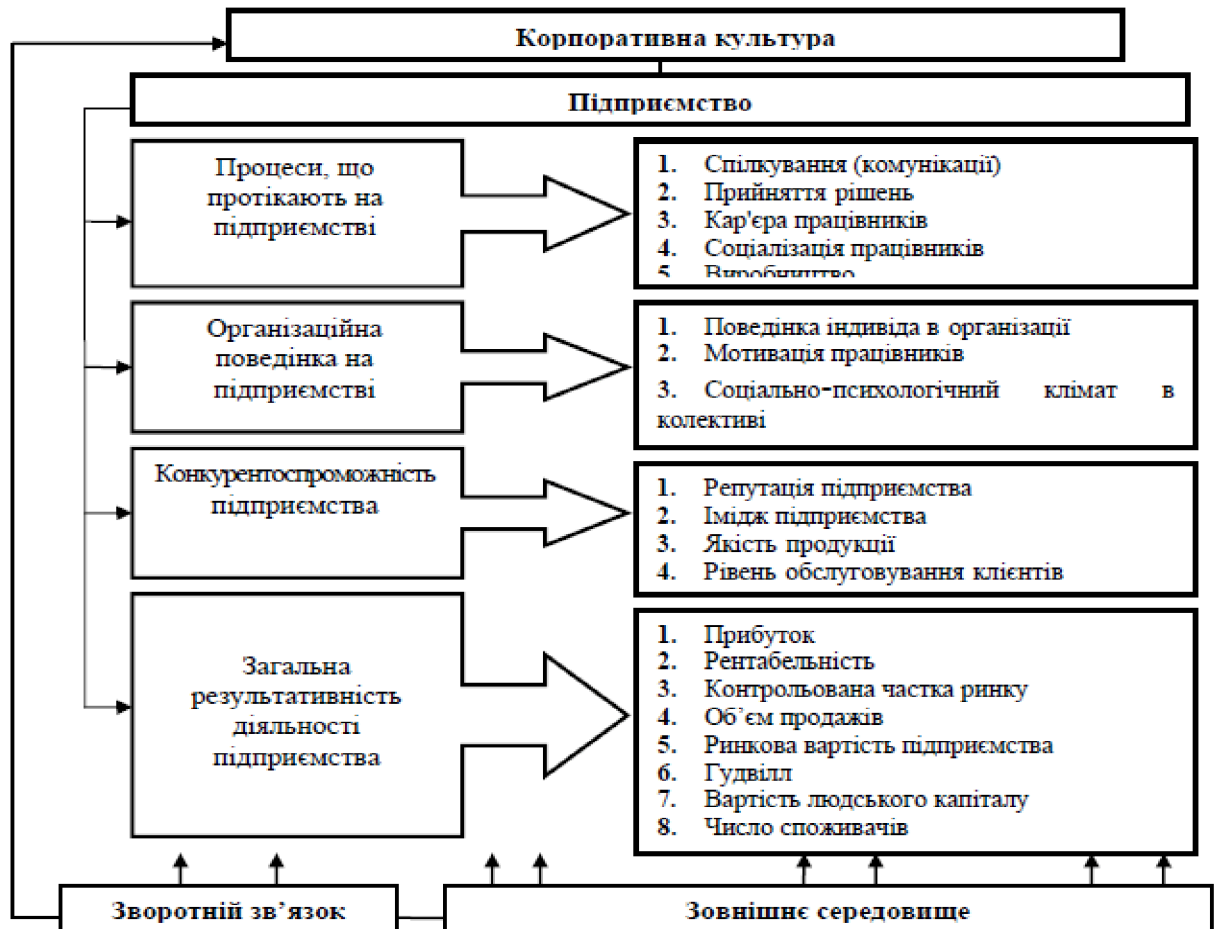 Корпоративна культура
Підприємство
Процеси, що
протікають на
підприємстві
1. Спілкування (комунікації)
2. Прийняття рішень
3. Кар'єра працівників
4. Соціалізація працівників
5. Виробництво
Організаційна
поведінка на
підприємстві
1. Поведінка індивіда в організації
2. Мотивація працівників
3. Соціально-психологічний клімат в
колективі
Конкурентоспроможність
підприємства
1. Репутація підприємства
2. Імідж підприємства
3. Якість продукції
4. Рівень обслуговування клієнтів
Загальна
результативність
діяльності
підприємства
1. Прибуток
2. Рентабельність
3. Контрольована частка ринку
4. Об’єм продажів
5. Ринкова вартість підприємства
6. Гудвілл
7. Вартість людського капіталу
8. Число споживачів
Зворотній зв’язок
Зовнішнє середовище